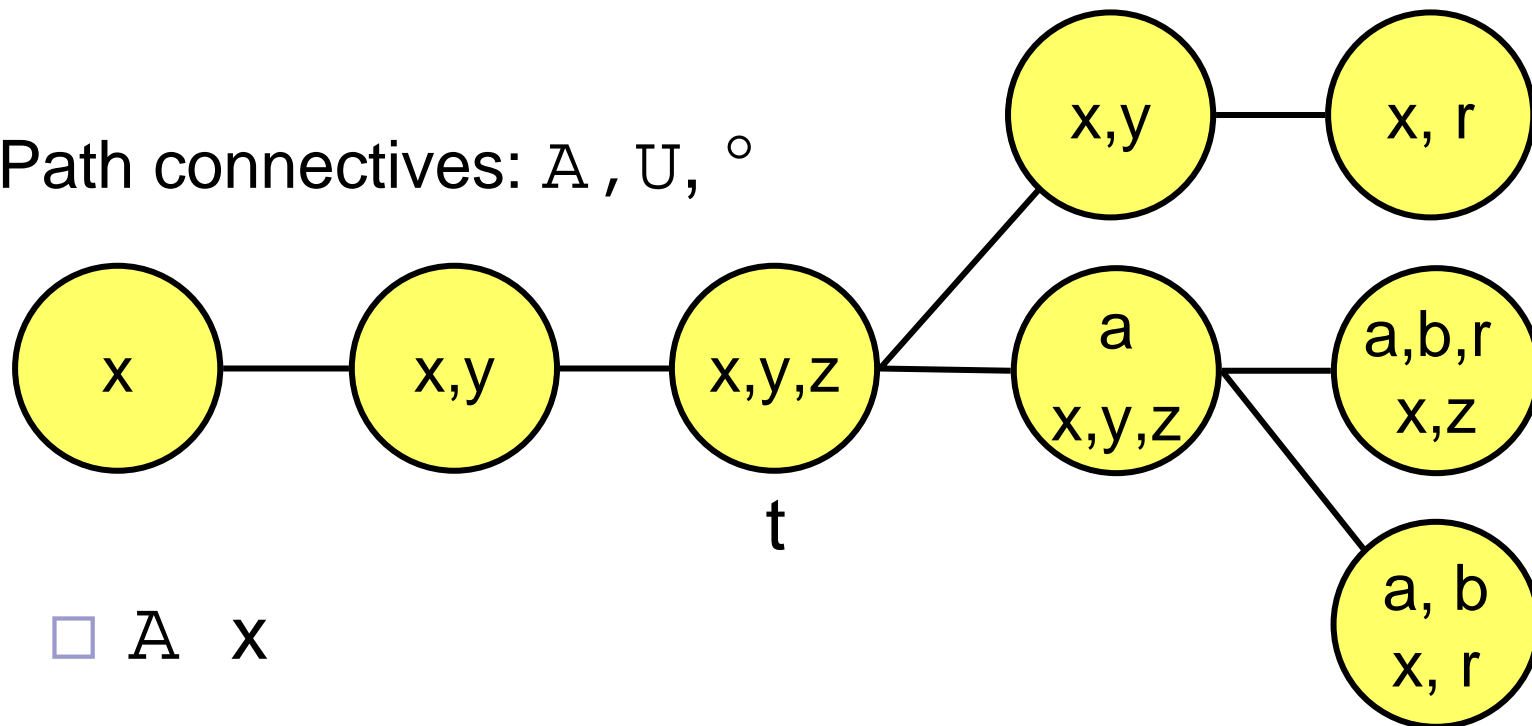 x,y
x, r
Path connectives: A,U,°
x
x,y
x,y,z
a
x,y,z
a,b,r
x,z
t
a, b
x, r
A x